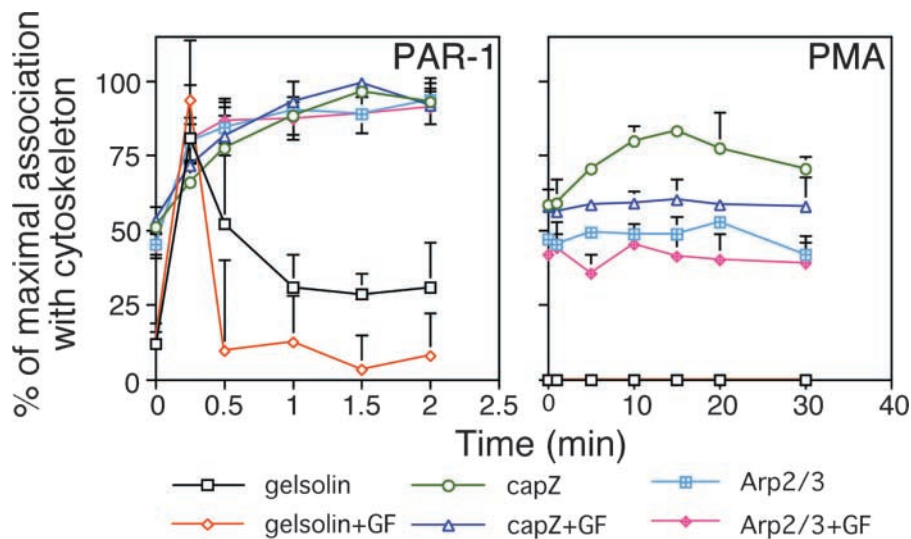 % of maximal association
with cytoskeleton
PAR-1
PMA
100
75
50
25
0
0 0.5 1 1.5 2 2.5
0 10 20 30 40
Time (min)
gelsolin capZ Arp2/3
gelsolin+GF capZ+GF Arp2/3+GF